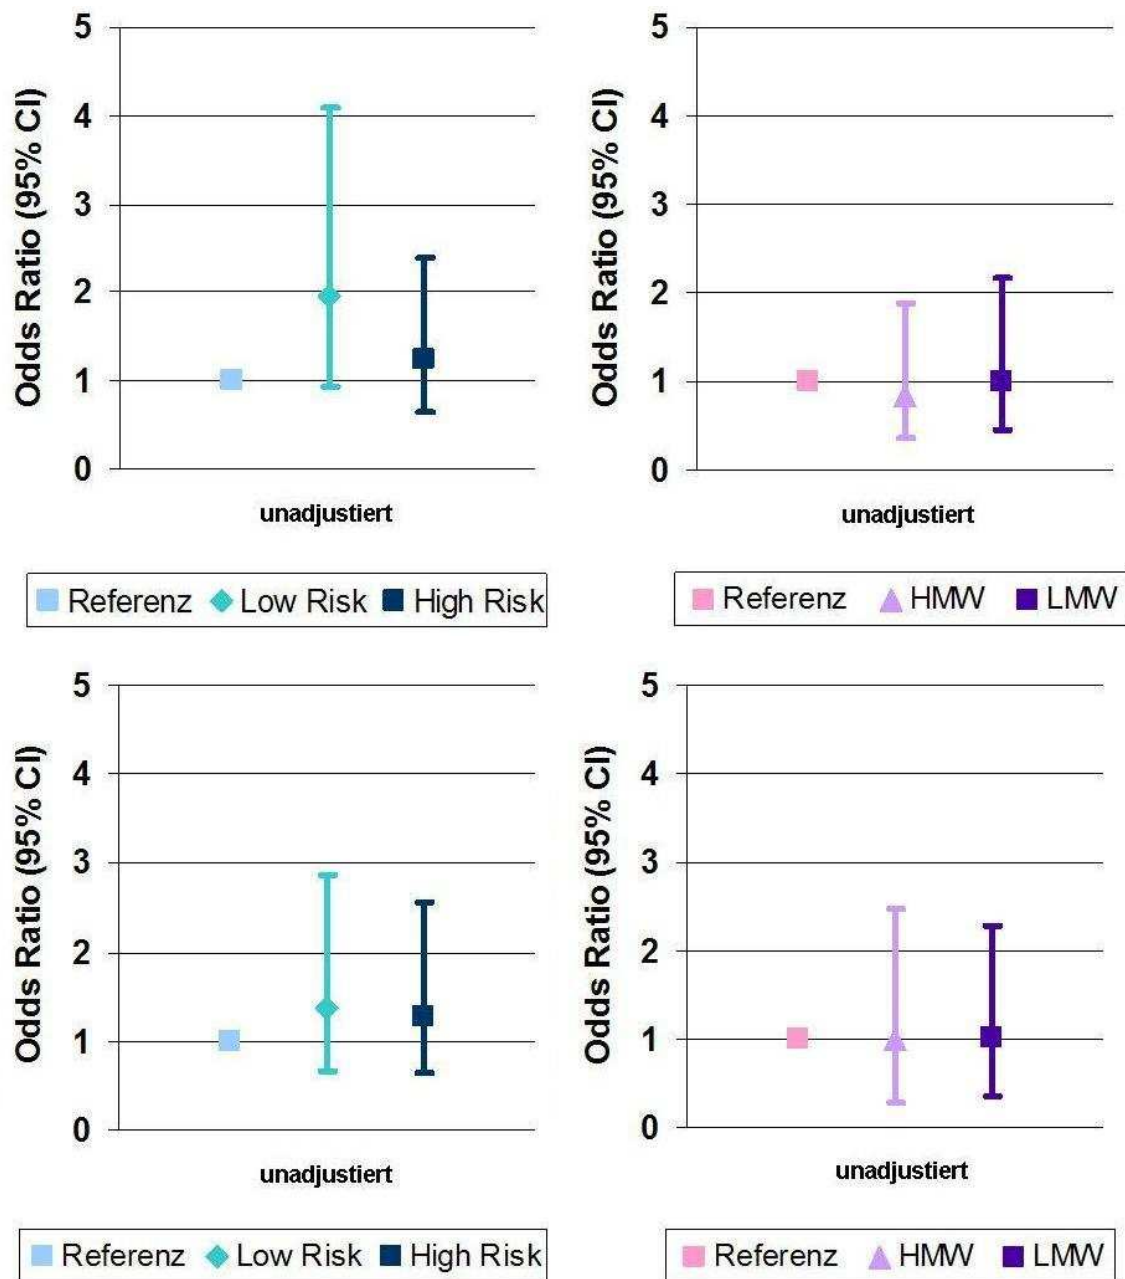 Odds Ratio (95% CI)
5
4
3
2
1
0
unadjustiert
Referenz Low Risk High Risk
Odds Ratio (95% CI)
5
4
3
2
1
0
unadjustiert
Referenz HMW LMW
Odds Ratio (95% CI)
5
4
3
2
1
0
unadjustiert
Referenz Low Risk High Risk
Odds Ratio (95% CI)
5
4
3
2
1
0
unadjustiert
Referenz HMW LMW